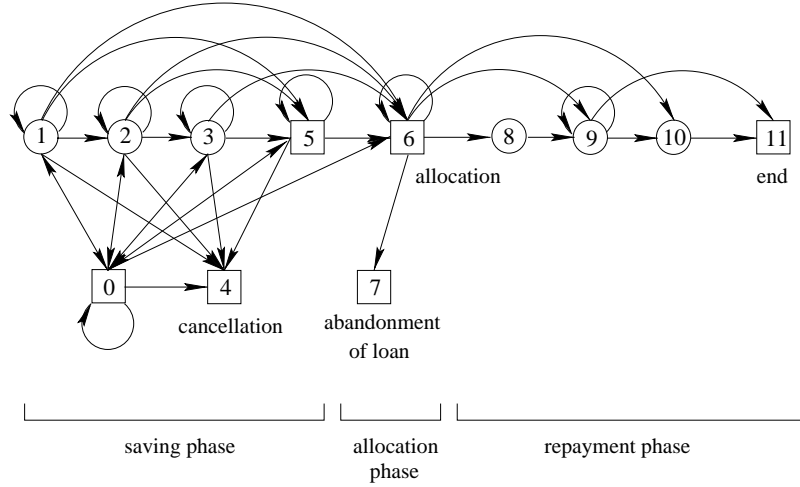 1 2 3 5 6 8 9 10 11
allocation
end
0 4 7
cancellation
abandonment
of loan
saving phase
allocation
phase
repayment phase